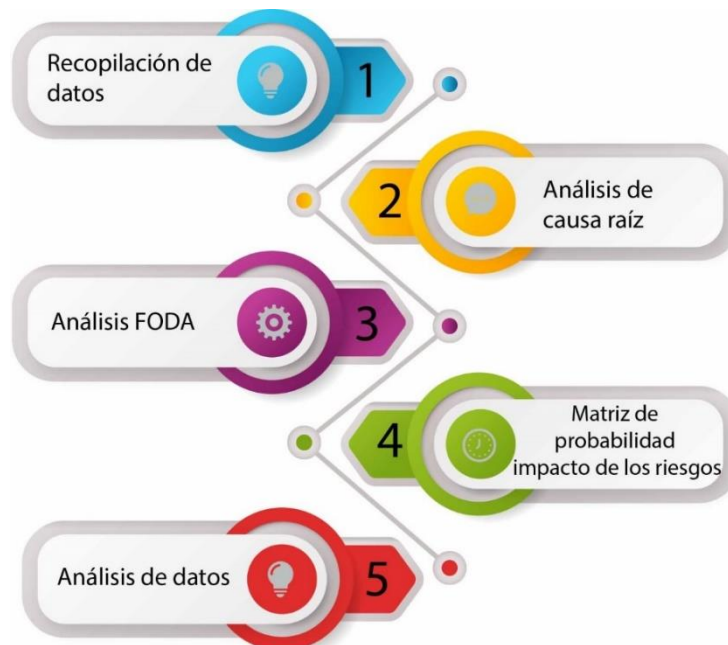 Recopilación de
datos
1
2
Análisis de
causa raíz
Análisis FODA
3
4
Matriz de
probabilidad
impacto de los riesgos
Análisis de datos
5